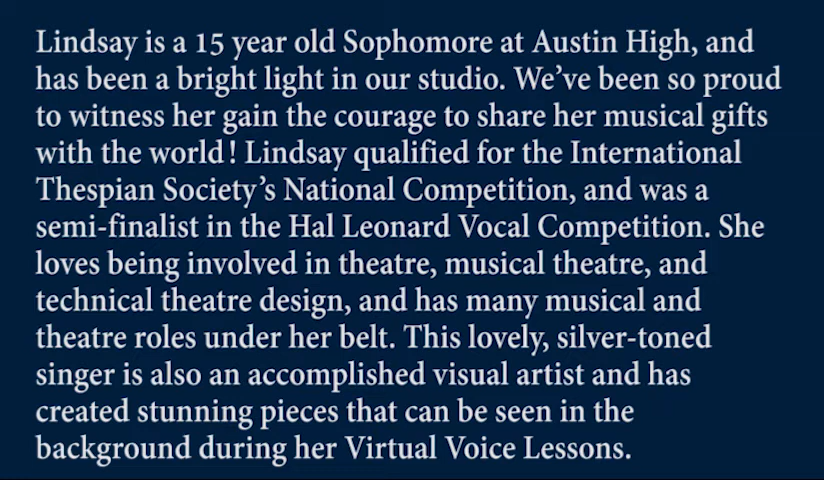 Lindsay is a 15 year old Sophomore at Austin High, and
has been a bright light in our studio. We’ve been so proud
to witness her gain the courage to share her musical gifts
with the world! Lindsay qualified for the International
Thespian Society’s National Competition, and was a
semi-finalist in the Hal Leonard Vocal Competition. She
loves being involved in theatre, musical theatre, and
technical theatre design, and has many musical and
theatre roles under her belt. This lovely, silver-toned
singer is also an accomplished visual artist and has
created stunning pieces that can be seen in the
background during her Virtual Voice Lessons.